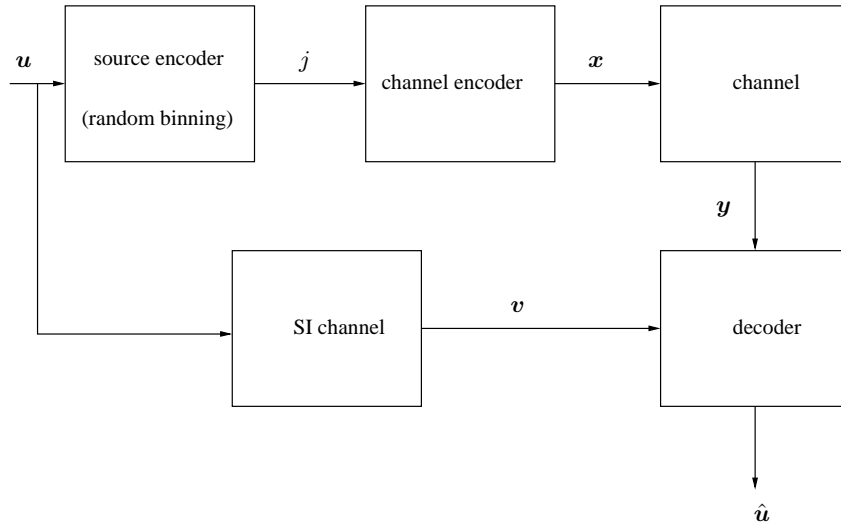 u
source encoder
(random binning)
j
channel encoder
x
channel
y
SI channel
v
decoder
û